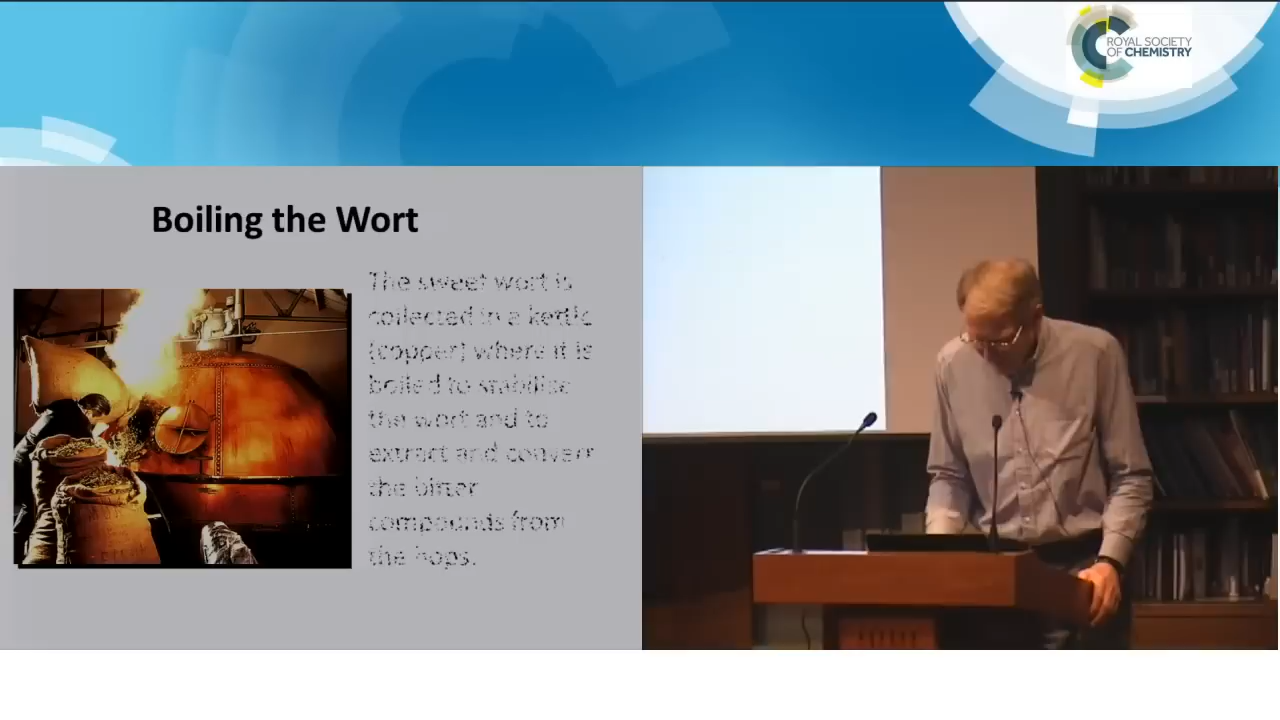 ROYAL SOCIETY
OF CHEMISTRY
Boiling the Wort
The sweet wort is
collected in a kettle
(copper) where it is
boiled to stabilise
the wort and to
extract and convert
the bitter
compounds from
the hops.